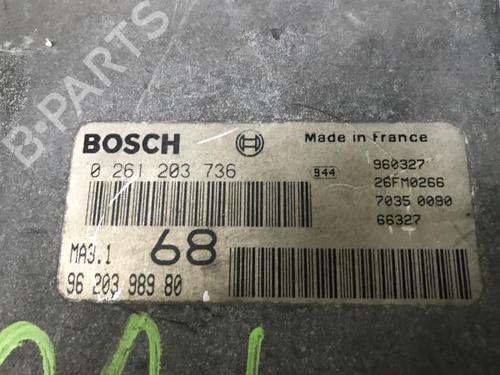 B-PARTS
BOSCH
Made in France
0 261 203 736
944
960327
26FM0266
7035 0090
66327
MA3.1
68
96 203 989 80